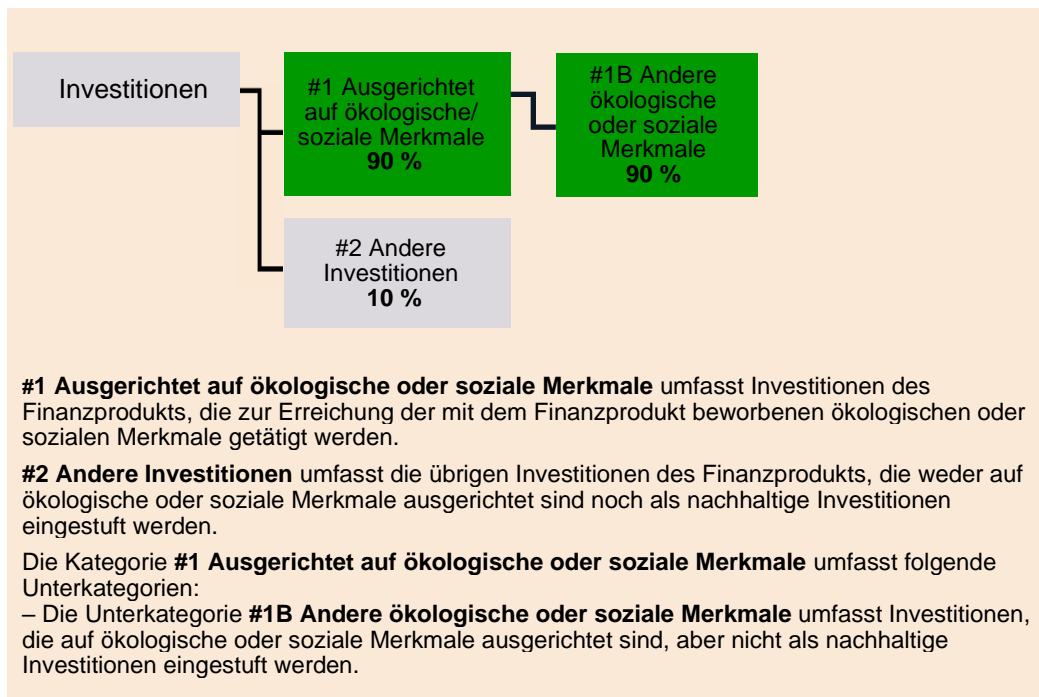 Investitionen
#1 Ausgerichtet
auf ökologische/
soziale Merkmale
90 %
#1B Andere
ökologische
oder soziale
Merkmale
90 %
#2 Andere
Investitionen
10 %
#1 Ausgerichtet auf ökologische oder soziale Merkmale umfasst Investitionen des
Finanzprodukts, die zur Erreichung der mit dem Finanzprodukt beworbenen ökologischen oder
sozialen Merkmale getätigt werden.
#2 Andere Investitionen umfasst die übrigen Investitionen des Finanzprodukts, die weder auf
ökologische oder soziale Merkmale ausgerichtet sind noch als nachhaltige Investitionen
eingestuft werden.
Die Kategorie #1 Ausgerichtet auf ökologische oder soziale Merkmale umfasst folgende
Unterkategorien:
– Die Unterkategorie #1B Andere ökologische oder soziale Merkmale umfasst Investitionen,
die auf ökologische oder soziale Merkmale ausgerichtet sind, aber nicht als nachhaltige
Investitionen eingestuft werden.